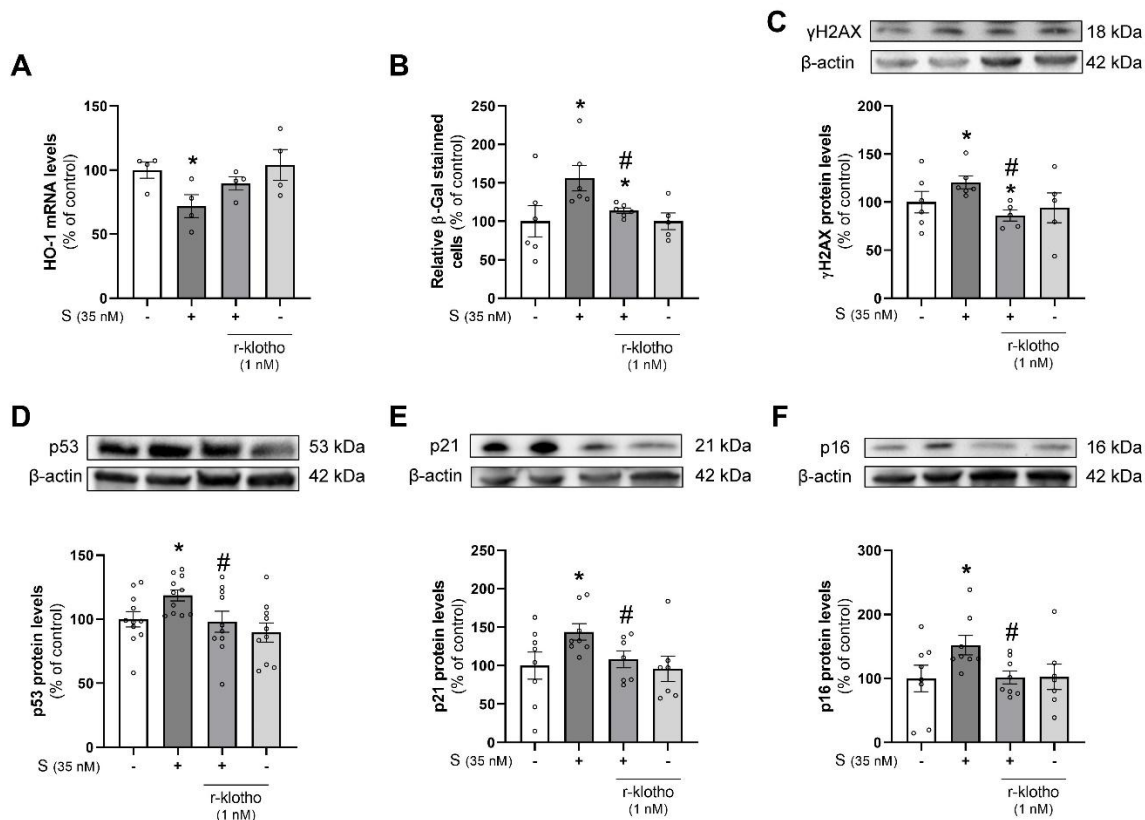 A
HO-1 mRNA levels
(% of control)
150
100
50
0
*
S (35 nM) - + + -
r-klotho
(1 nM)
B
Relative β-Gal stainned
cells (% of control)
250
200
150
100
50
0
*
#
*
S (35 nM) - + + -
r-klotho
(1 nM)
C
γH2AX 18 kDa
β-actin 42 kDa
γH2AX protein levels
(% of control)
200
150
100
50
0
*
#
*
S (35 nM) - + + -
r-klotho
(1 nM)
D
p53 53 kDa
β-actin 42 kDa
p53 protein levels
(% of control)
150
100
50
0
*
#
S (35 nM) - + + -
r-klotho
(1 nM)
E
p21 21 kDa
β-actin 42 kDa
p21 protein levels
(% of control)
250
200
150
100
50
0
*
#
S (35 nM) - + + -
r-klotho
(1 nM)
F
p16 16 kDa
β-actin 42 kDa
p16 protein levels
(% of control)
300
200
100
0
*
#
S (35 nM) - + + -
r-klotho
(1 nM)